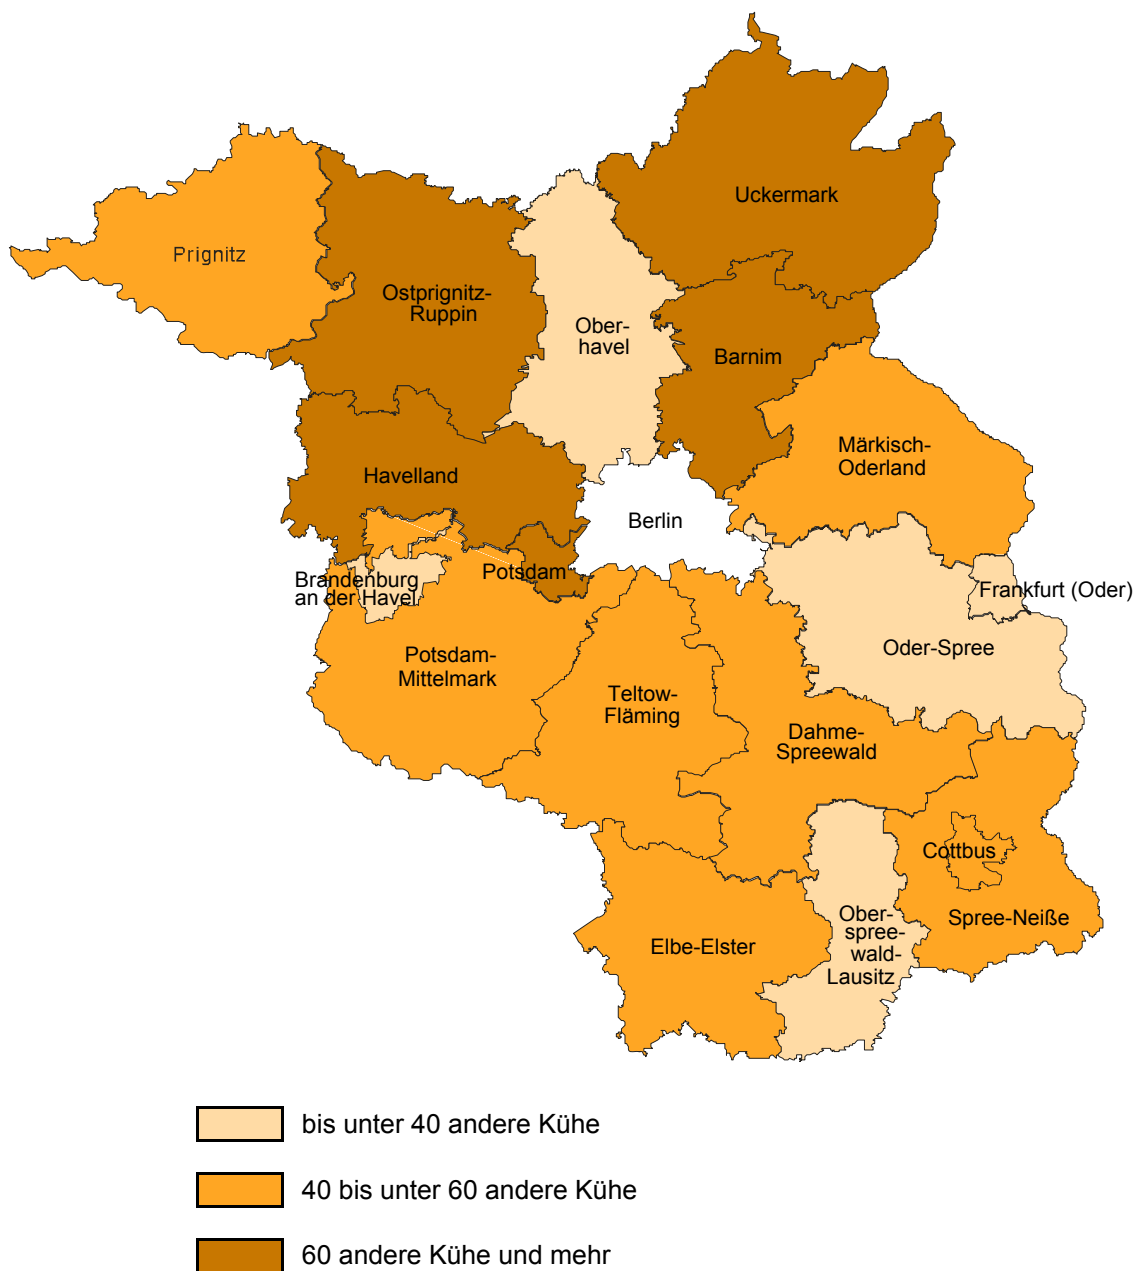 Uckermark
Prignitz
Ostprignitz-
Ruppin
Ober-
havel
Barnim
Märkisch-
Oderland
Havelland
Berlin
Potsdam
Brandenburg
an der Havel
Frankfurt (Oder)
Oder-Spree
Potsdam-
Mittelmark
Teltow-
Fläming
Dahme-
Spreewald
Cottbus
Spree-Neiße
Ober-
spree-
wald-
Lausitz
Elbe-Elster
bis unter 40 andere Kühe
40 bis unter 60 andere Kühe
60 andere Kühe und mehr